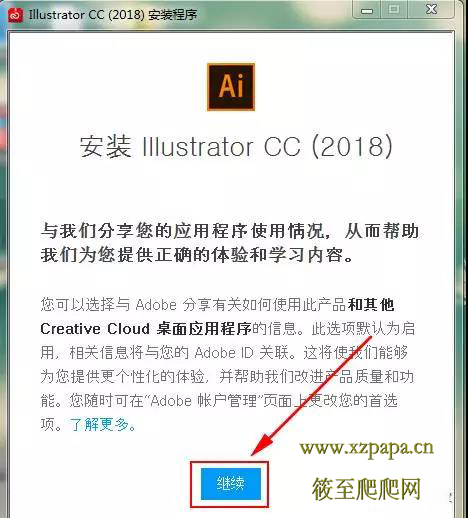 Illustrator CC (2018) 安装程序
Ai
安装 Illustrator CC (2018)
与我们分享您的应用程序使用情况，从而帮助
我们为您提供正确的体验和学习内容。
您可以选择与 Adobe 分享有关如何使用此产品和其他
Creative Cloud 桌面应用程序的信息。此选项默认为启
用，相关信息将与您的 Adobe ID 关联。这将使我们能够
为您提供更个性化的体验，并帮助我们改进产品质量和功
能。您随时可在“Adobe 帐户管理”页面上更改您的首选
项。了解更多。
www.xzpapa.cn
继续
筱至爬爬网